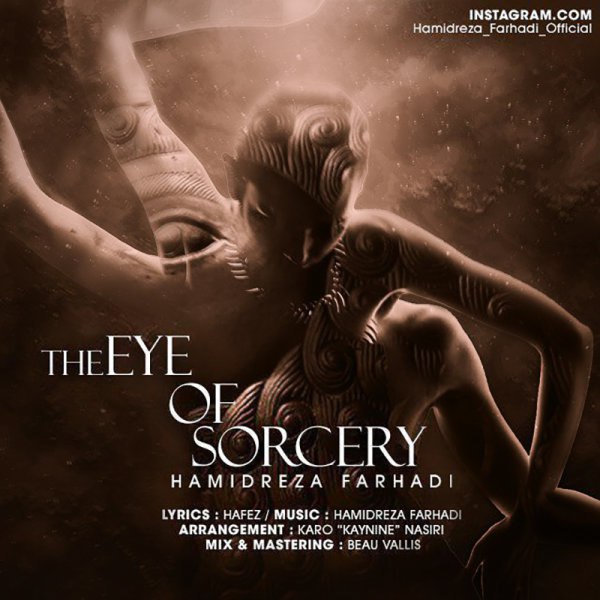 INSTAGRAM.COM
Hamidreza_Farhadi_Official
THE EYE
OF
SORCERY
HAMIDREZA FARHADI
LYRICS : HAFEZ / MUSIC : HAMIDREZA FARHADI
ARRANGEMENT : KARO "KAYNINE" NASIRI
MIX & MASTERING : BEAU VALLIS